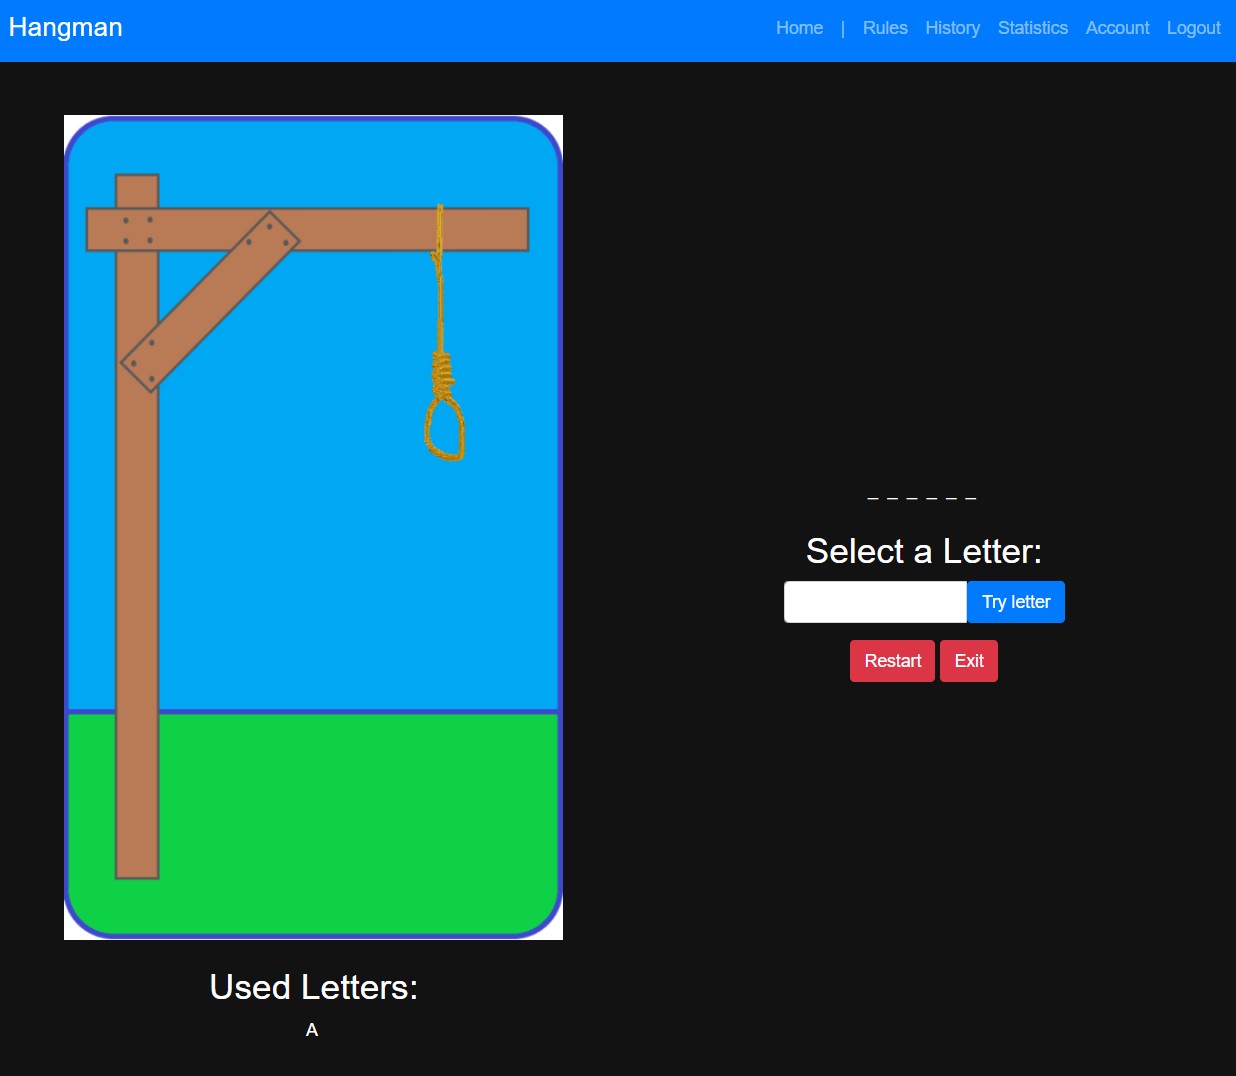 Hangman
Home | Rules History Statistics Account Logout
_ _ _ _ _ _
Select a Letter:
Try letter
Restart Exit
Used Letters:
A